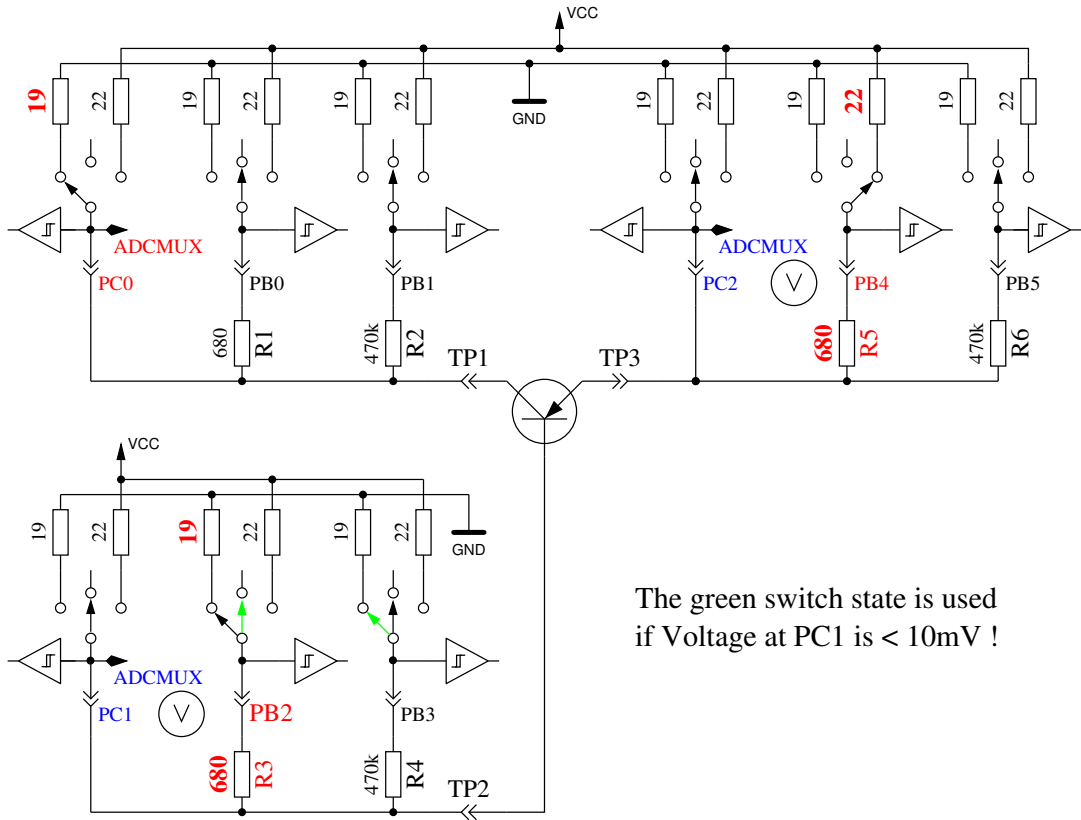 VCC
19
22
19
22
19
22
GND
19
22
19
22
19
22
ADCMUX
ADCMUX
PC0
PB0
PB1
PC2
V
PB4
PB5
680
R1
470k
R2
680
R5
470k
R6
TP1
TP3
VCC
19
22
19
22
19
22
GND
The green switch state is used
if Voltage at PC1 is < 10mV !
ADCMUX
PC1
V
PB2
PB3
680
R3
470k
R4
TP2